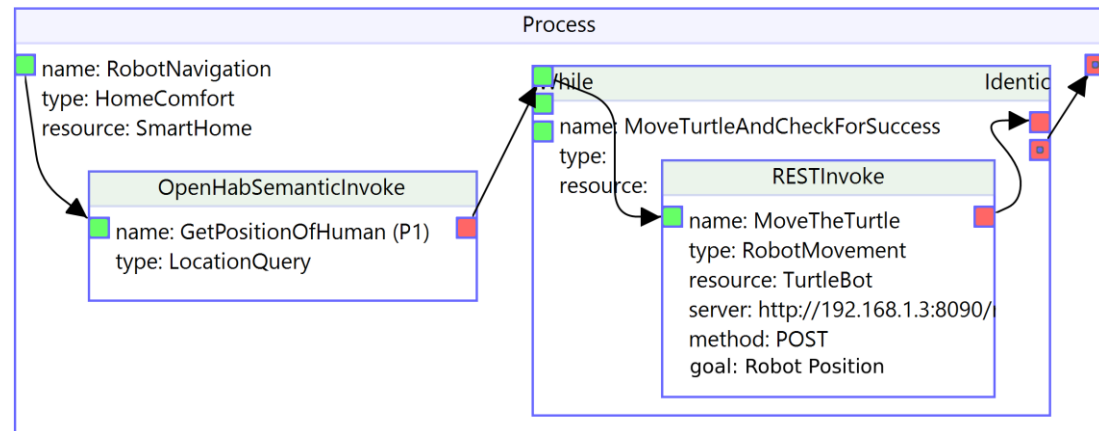 Process
name: RobotNavigation
type: HomeComfort
resource: SmartHome
OpenHabSemanticInvoke
name: GetPositionOfHuman (P1)
type: LocationQuery
While Identic
name: MoveTurtleAndCheckForSuccess
type:
resource:
RESTInvoke
name: MoveTheTurtle
type: RobotMovement
resource: TurtleBot
server: http://192.168.1.3:8090/
method: POST
goal: Robot Position